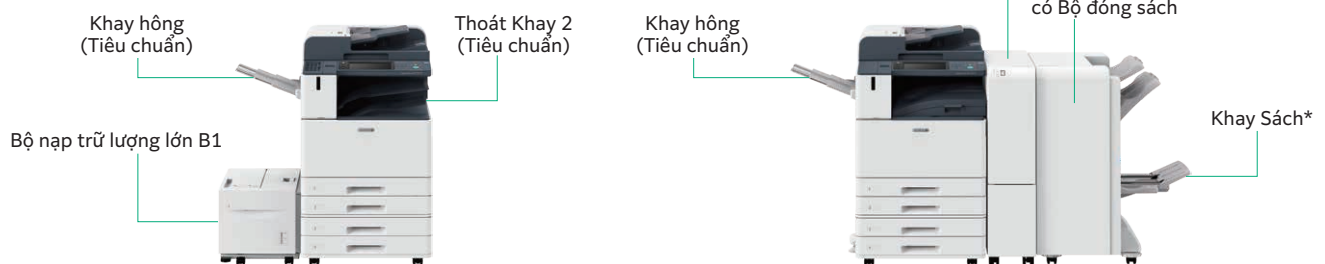 Khay hông
(Tiêu chuẩn)
Thoát Khay 2
(Tiêu chuẩn)
Bộ nạp trữ lượng lớn B1
Khay hông
(Tiêu chuẩn)
có Bộ đóng sách
Khay Sách*